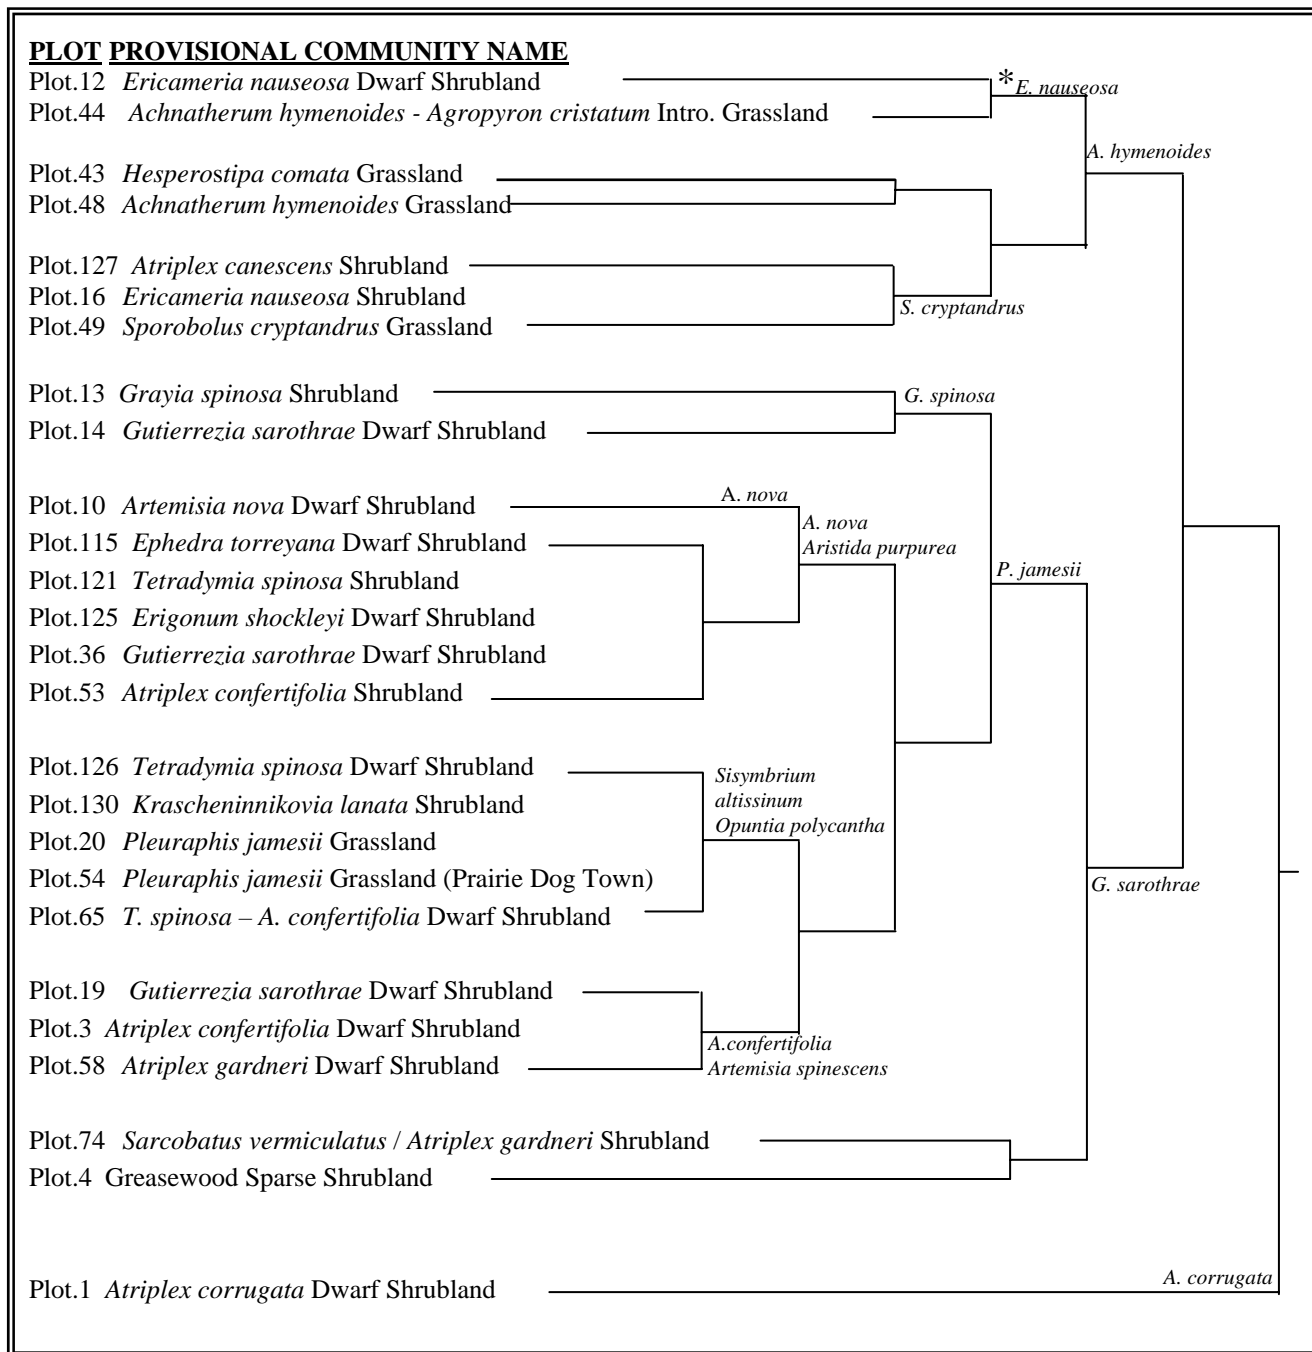 PLOT PROVISIONAL COMMUNITY NAME
Plot.12 Ericameria nauseosa Dwarf Shrubland
*E. nauseosa
Plot.44 Achnatherum hymenoides - Agropyron cristatum Intro. Grassland
A. hymenoides
Plot.43 Hesperostipa comata Grassland
Plot.48 Achnatherum hymenoides Grassland
Plot.127 Atriplex canescens Shrubland
Plot.16 Ericameria nauseosa Shrubland
S. cryptandrus
Plot.49 Sporobolus cryptandrus Grassland
Plot.13 Grayia spinosa Shrubland
G. spinosa
Plot.14 Gutierrezia sarothrae Dwarf Shrubland
A. nova
Plot.10 Artemisia nova Dwarf Shrubland
A. nova
Aristida purpurea
Plot.115 Ephedra torreyana Dwarf Shrubland
P. jamesii
Plot.121 Tetradymia spinosa Shrubland
Plot.125 Erigonum shockleyi Dwarf Shrubland
Plot.36 Gutierrezia sarothrae Dwarf Shrubland
Plot.53 Atriplex confertifolia Shrubland
Plot.126 Tetradymia spinosa Dwarf Shrubland
Sisymbrium
altissinum
Opuntia polycantha
Plot.130 Krascheninnikovia lanata Shrubland
Plot.20 Pleuraphis jamesii Grassland
Plot.54 Pleuraphis jamesii Grassland (Prairie Dog Town)
G. sarothrae
Plot.65 T. spinosa – A. confertifolia Dwarf Shrubland
Plot.19 Gutierrezia sarothrae Dwarf Shrubland
Plot.3 Atriplex confertifolia Dwarf Shrubland
A.confertifolia
Artemisia spinescens
Plot.58 Atriplex gardneri Dwarf Shrubland
Plot.74 Sarcobatus vermiculatus / Atriplex gardneri Shrubland
Plot.4 Greasewood Sparse Shrubland
A. corrugata
Plot.1 Atriplex corrugata Dwarf Shrubland